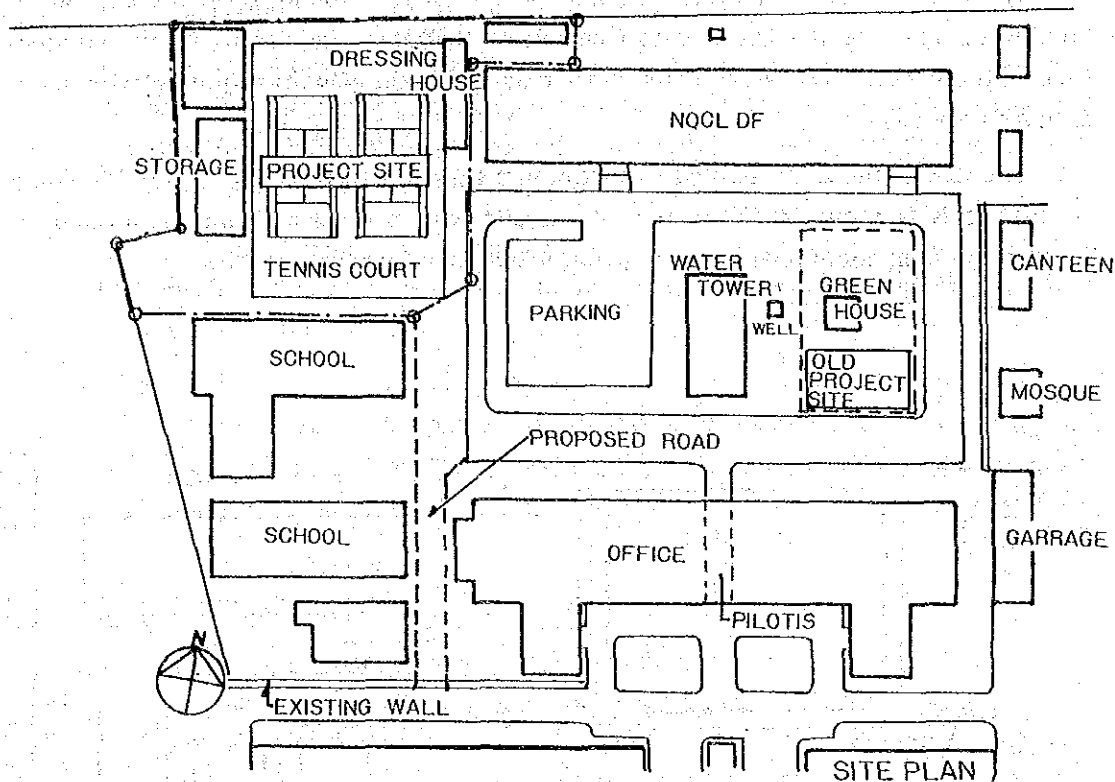 DRESSING
HOUSE
NQCL DF
STORAGE
PROJECT SITE
TENNIS COURT
WATER
TOWER
WELL
GREEN
HOUSE
CANTEEN
PARKING
OLD
PROJECT
SITE
MOSQUE
SCHOOL
PROPOSED ROAD
SCHOOL
OFFICE
GARRAGE
PILOTIS
N
EXISTING WALL
SITE PLAN